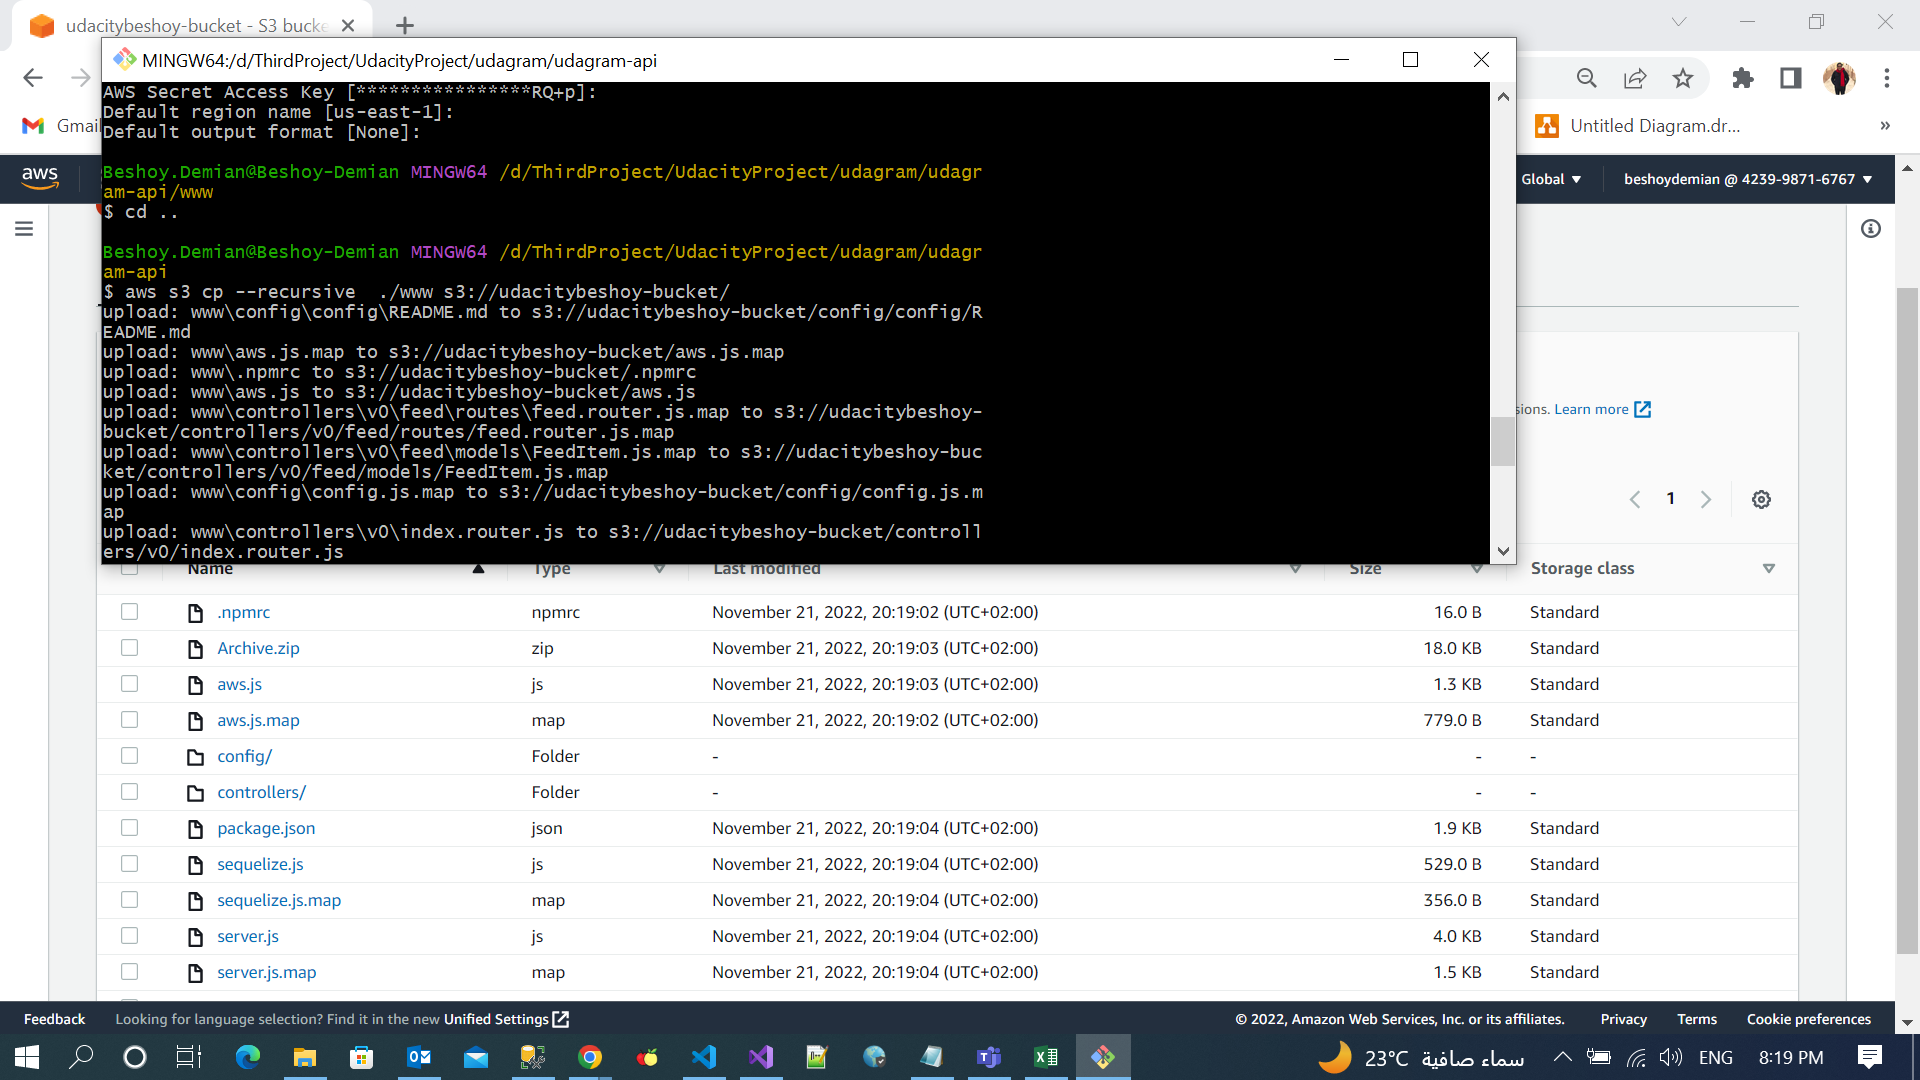 udacitybeshoy-bucket - S3 bucke
MINGW64:/d/ThirdProject/UdacityProject/udagram/udagram-api
Gmail
Untitled Diagram.dr...
»
aws
Global
beshoydemian @ 4239-9871-6767
AWS Secret Access Key [****************RQ+p]:
Default region name [us-east-1]:
Default output format [None]:
Beshoy.Demian@Beshoy-Demian MINGW64 /d/ThirdProject/UdacityProject/udagram/udagr
am-api/www
$ cd ..
Beshoy.Demian@Beshoy-Demian MINGW64 /d/ThirdProject/UdacityProject/udagram/udagr
am-api
$ aws s3 cp --recursive  ./www s3://udacitybeshoy-bucket/
upload: www\config\config\README.md to s3://udacitybeshoy-bucket/config/config/R
EADME.md
upload: www\aws.js.map to s3://udacitybeshoy-bucket/aws.js.map
upload: www\.npmrc to s3://udacitybeshoy-bucket/.npmrc
upload: www\aws.js to s3://udacitybeshoy-bucket/aws.js
upload: www\controllers\v0\feed\routes\feed.router.js.map to s3://udacitybeshoy-
bucket/controllers/v0/feed/routes/feed.router.js.map
upload: www\controllers\v0\feed\models\FeedItem.js.map to s3://udacitybeshoy-buc
ket/controllers/v0/feed/models/FeedItem.js.map
upload: www\config\config.js.map to s3://udacitybeshoy-bucket/config/config.js.m
ap
upload: www\controllers\v0\index.router.js to s3://udacitybeshoy-bucket/controll
ers/v0/index.router.js
sions. Learn more
1
Name Type Last modified Size Storage class
.npmrc npmrc November 21, 2022, 20:19:02 (UTC+02:00) 16.0 B Standard
Archive.zip zip November 21, 2022, 20:19:03 (UTC+02:00) 18.0 KB Standard
aws.js js November 21, 2022, 20:19:03 (UTC+02:00) 1.3 KB Standard
aws.js.map map November 21, 2022, 20:19:02 (UTC+02:00) 779.0 B Standard
config/ Folder - - -
controllers/ Folder - - -
package.json json November 21, 2022, 20:19:04 (UTC+02:00) 1.9 KB Standard
sequelize.js js November 21, 2022, 20:19:04 (UTC+02:00) 529.0 B Standard
sequelize.js.map map November 21, 2022, 20:19:04 (UTC+02:00) 356.0 B Standard
server.js js November 21, 2022, 20:19:04 (UTC+02:00) 4.0 KB Standard
server.js.map map November 21, 2022, 20:19:04 (UTC+02:00) 1.5 KB Standard
Feedback Looking for language selection? Find it in the new Unified Settings © 2022, Amazon Web Services, Inc. or its affiliates. Privacy Terms Cookie preferences
23°C سماء صافية ENG 8:19 PM